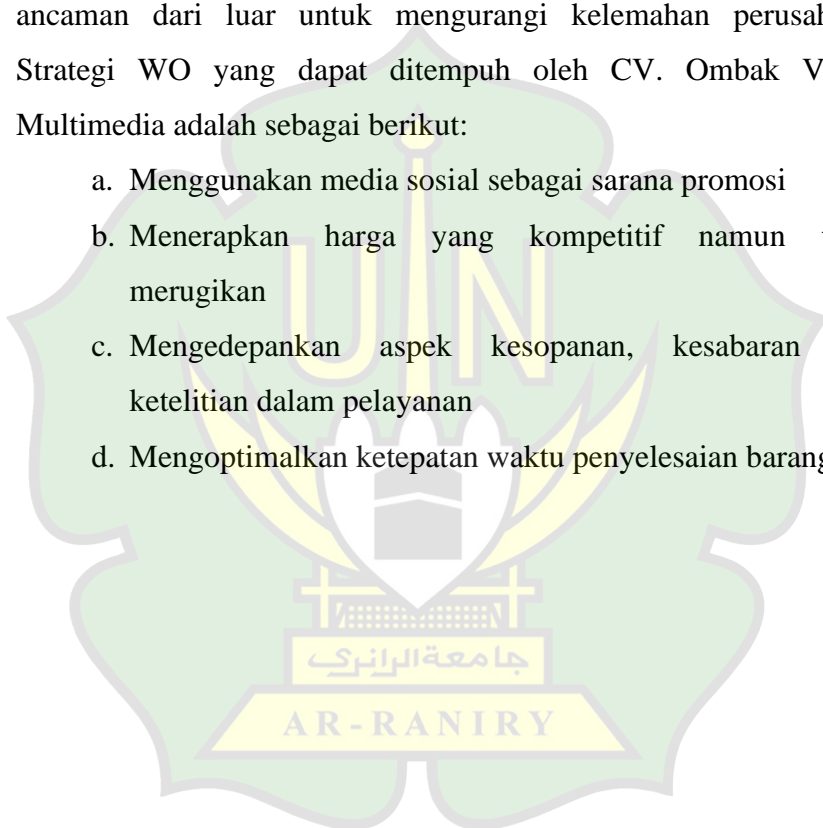 ancaman dari luar untuk mengurangi kelemahan
Strategi WO yang dapat ditempuh oleh CV. Ombak
Multimedia adalah sebagai berikut:
a. Menggunakan media sosial sebagai sarana promosi
b. Menerapkan harga yang kompetitif namun
merugikan
c. Mengedepankan aspek kesopanan, kesabaran
ketelitian dalam pelayanan
d. Mengoptimalkan ketepatan waktu penyelesaian barang
UIN
جامعة الرانري
AR-RANIRY